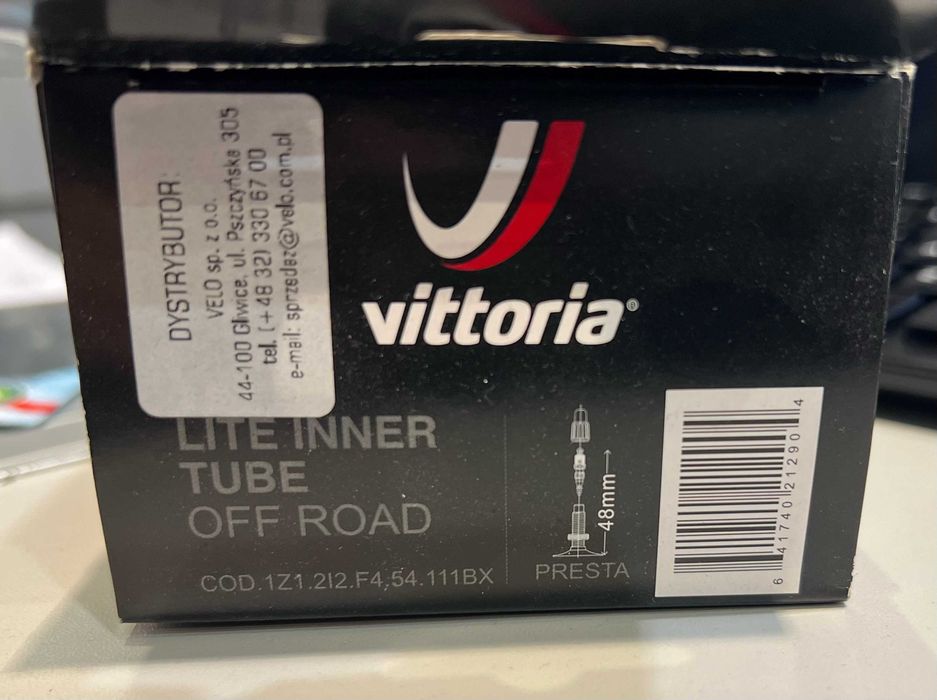 DYSTRYBUTOR:
VELO sp. z o.o.
44-100 Gliwice, ul. Pszczyńska 305
tel. (+48 32) 330 67 00
e-mail: sprzedaz@velo.com.pl
vittoria®
LITE INNER
TUBE
OFF ROAD
COD.1Z1.2I2.F4.54.111BX
48mm
PRESTA
6 41740 21290 4